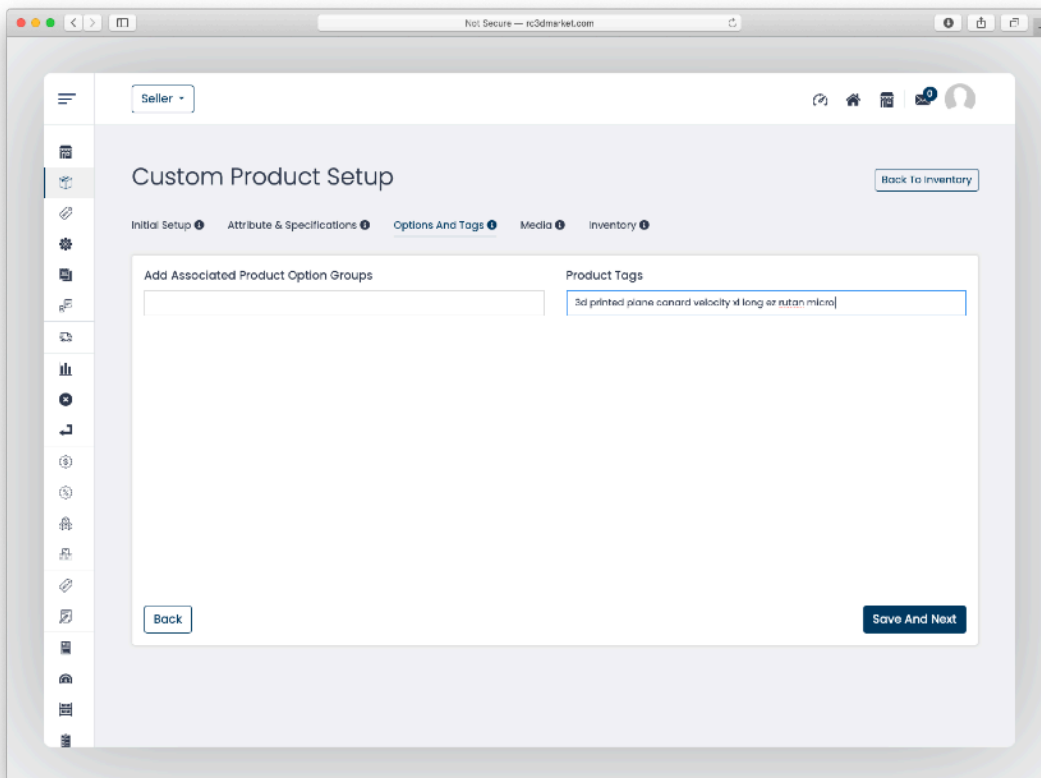 Not Secure — rc3dmarket.com
Seller
0
Custom Product Setup
Back To Inventory
Initial Setup Attribute & Specifications Options And Tags Media Inventory
Add Associated Product Option Groups Product Tags
3d printed plane canard velocity xl long ez rutan micro
Back Save And Next